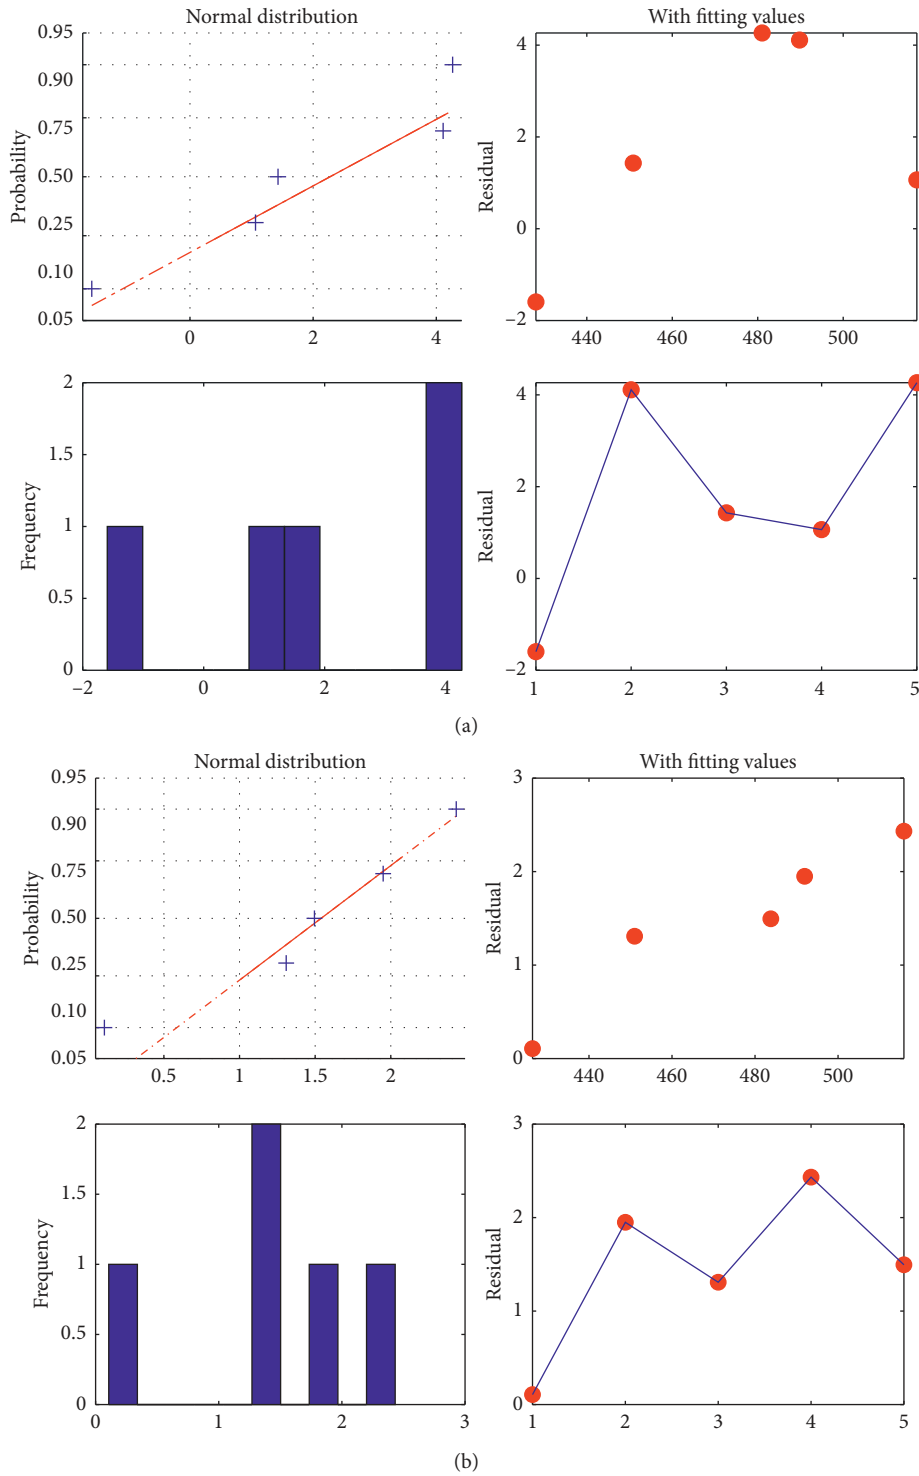 Normal distribution
Probability
0.95
0.90
0.75
0.50
0.25
0.10
0.05
0 2 4
With fitting values
Residual
4
2
0
−2
440 460 480 500
Frequency
2
1.5
1
0.5
0
−2 0 2 4
Residual
4
2
0
−2
1 2 3 4 5
(a)
Normal distribution
Probability
0.95
0.90
0.75
0.50
0.25
0.10
0.05
0.5 1 1.5 2
With fitting values
Residual
3
2
1
0
440 460 480 500
Frequency
2
1.5
1
0.5
0
0 1 2 3
Residual
3
2
1
0
1 2 3 4 5
(b)